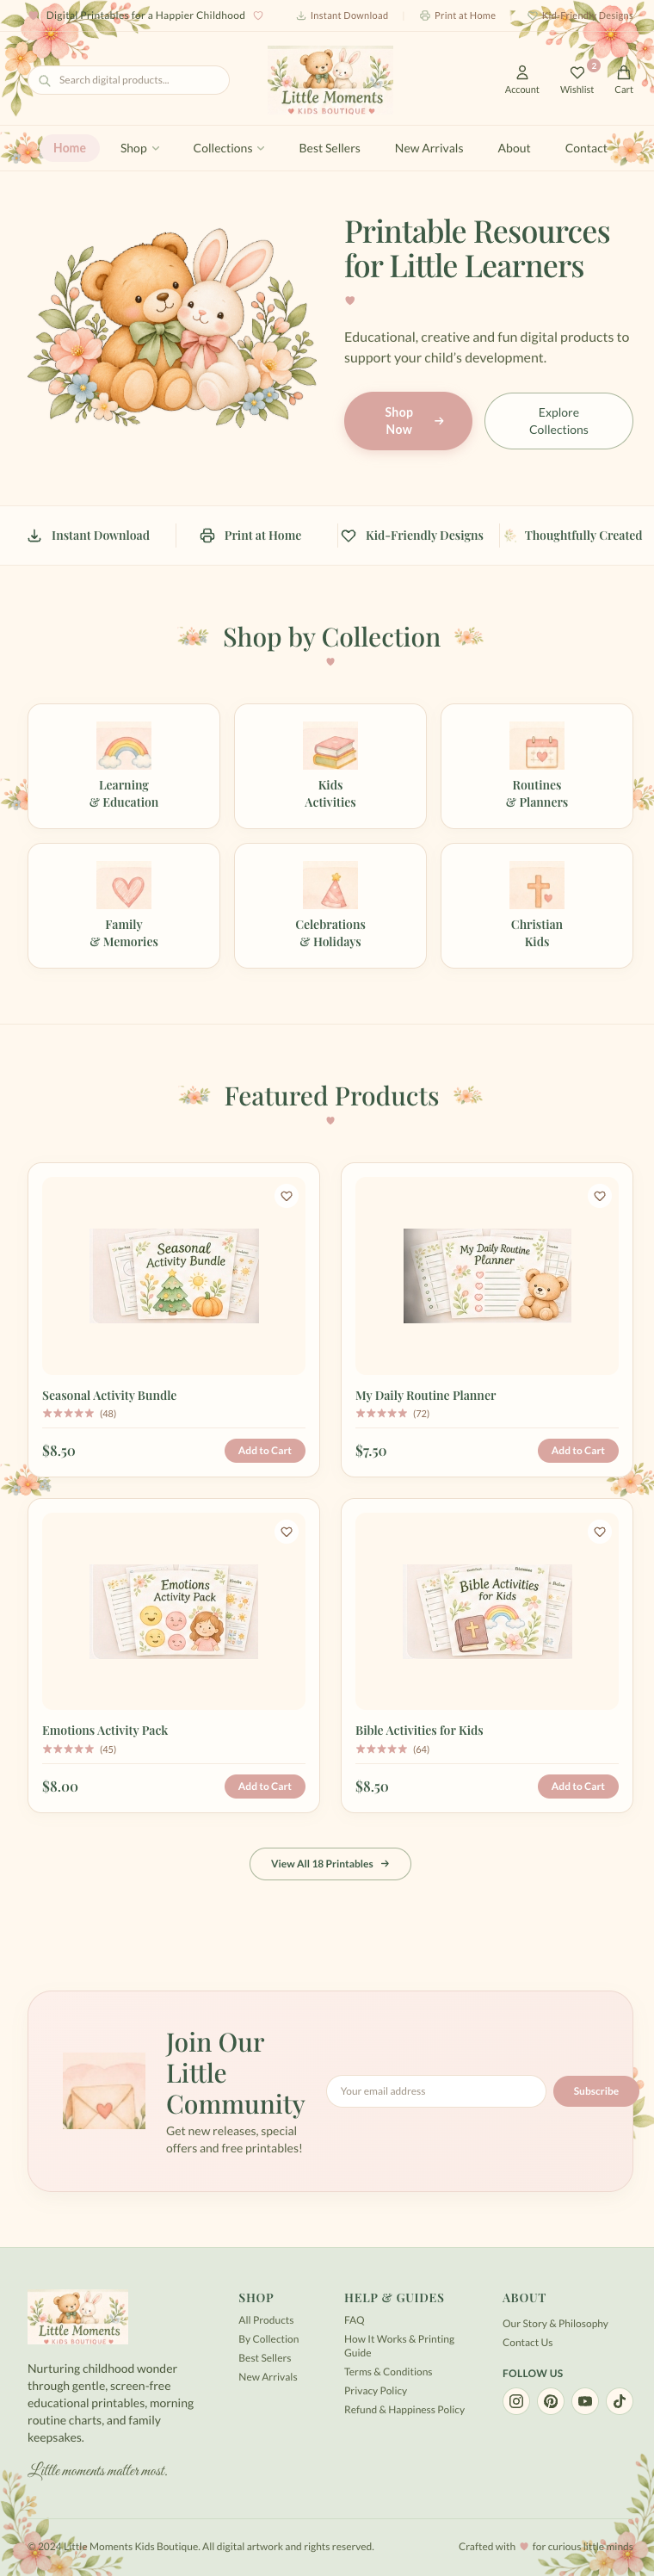 Digital Printables for a Happier Childhood
Instant Download
Print at Home
Kid-Friendly Designs
Search digital products...
Little Moments
KIDS BOUTIQUE
Account
2
Wishlist
Cart
Home
Shop
Collections
Best Sellers
New Arrivals
About
Contact
Printable Resources
for Little Learners
Educational, creative and fun digital products to
support your child's development.
Shop
Now
Explore
Collections
Instant Download
Print at Home
Kid-Friendly Designs
Thoughtfully Created
Shop by Collection
Learning
& Education
Kids
Activities
Routines
& Planners
Family
& Memories
Celebrations
& Holidays
Christian
Kids
Featured Products
Seasonal
Activity Bundle
My Daily Routine
Planner
Seasonal Activity Bundle
(48)
$8.50
Add to Cart
My Daily Routine Planner
(72)
$7.50
Add to Cart
Emotions
Activity Pack
Bible Activities
for Kids
Emotions Activity Pack
(45)
$8.00
Add to Cart
Bible Activities for Kids
(64)
$8.50
Add to Cart
View All 18 Printables
Join Our
Little
Community
Get new releases, special
offers and free printables!
Your email address
Subscribe
Little Moments
KIDS BOUTIQUE
Nurturing childhood wonder
through gentle, screen-free
educational printables, morning
routine charts, and family
keepsakes.
Little moments matter most.
SHOP
All Products
By Collection
Best Sellers
New Arrivals
HELP & GUIDES
FAQ
How It Works & Printing
Guide
Terms & Conditions
Privacy Policy
Refund & Happiness Policy
ABOUT
Our Story & Philosophy
Contact Us
FOLLOW US
© 2024 Little Moments Kids Boutique. All digital artwork and rights reserved.
Crafted with
for curious little minds